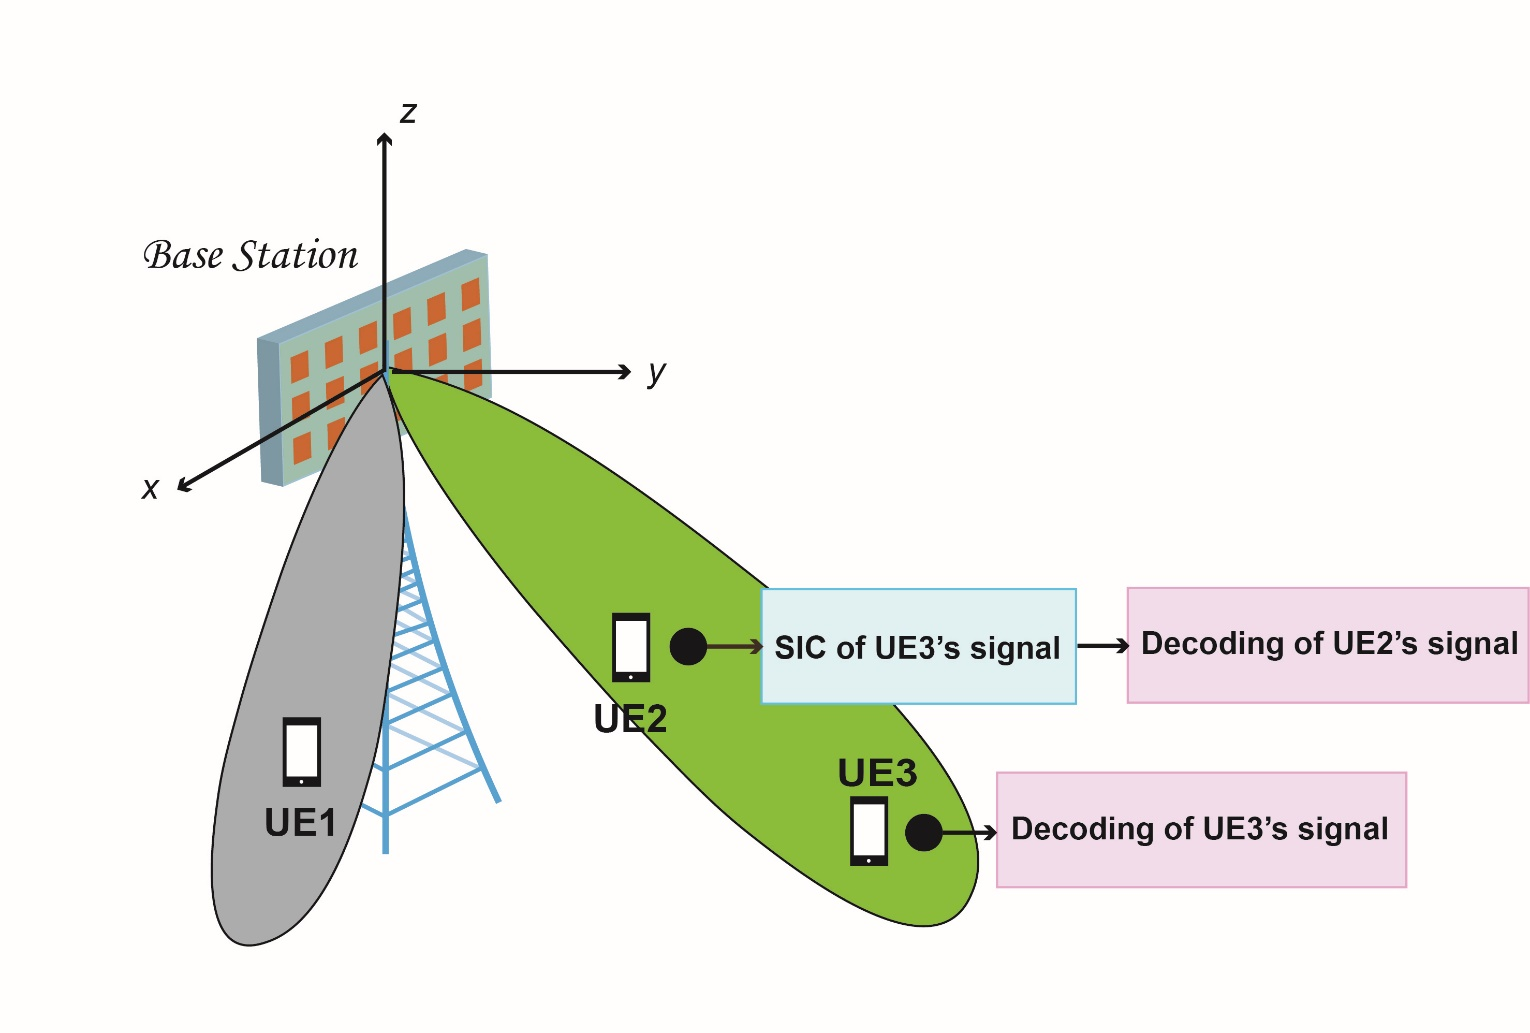 z
Base Station
y
x
SIC of UE3’s signal
Decoding of UE2’s signal
UE2
UE3
UE1
Decoding of UE3’s signal